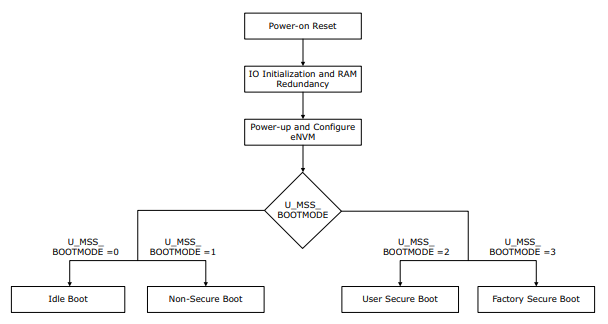 Power-on Reset
IO Initialization and RAM
Redundancy
Power-up and Configure
eNVM
U_MSS_
BOOTMODE
U_MSS_
BOOTMODE =0
U_MSS_
BOOTMODE =1
U_MSS_
BOOTMODE =2
U_MSS_
BOOTMODE =3
Idle Boot
Non-Secure Boot
User Secure Boot
Factory Secure Boot